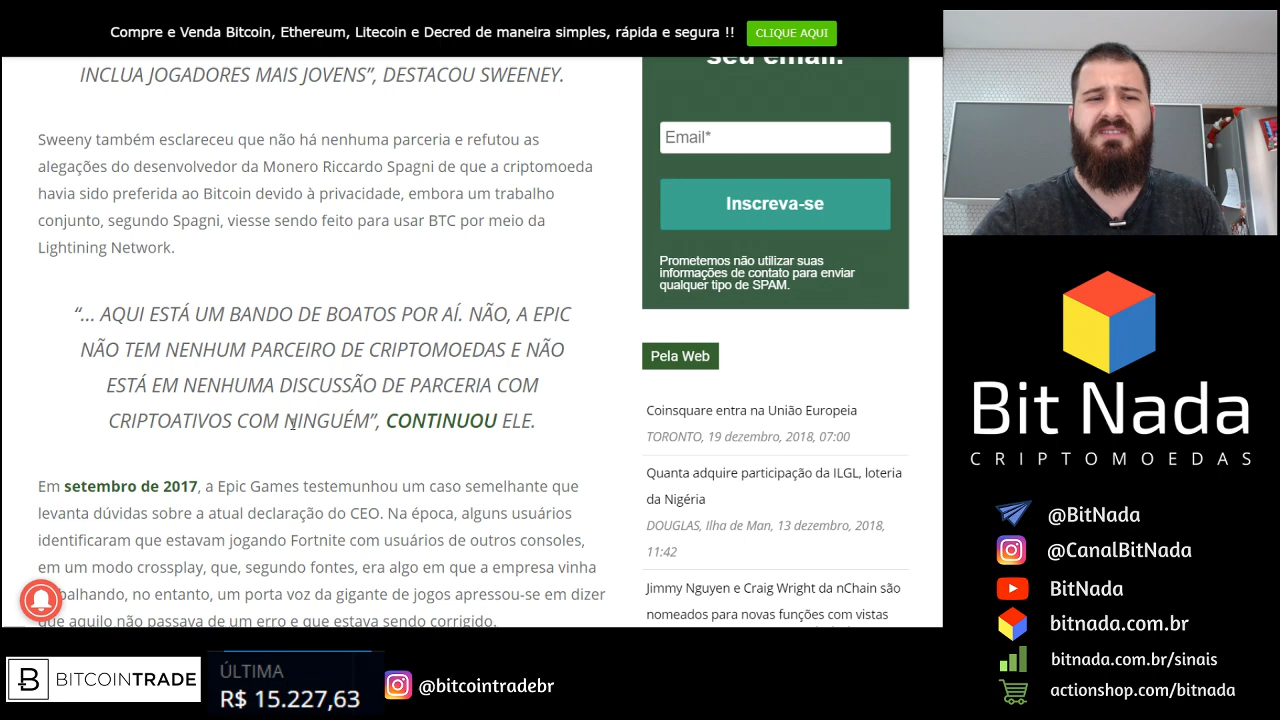 Compre e Venda Bitcoin, Ethereum, Litecoin e Decred de maneira simples, rápida e segura !!
CLIQUE AQUI
INCLUA JOGADORES MAIS JOVENS”, DESTACOU SWEENEY.
Sweeny também esclareceu que não há nenhuma parceria e refutou as
alegações do desenvolvedor da Monero Riccardo Spagni de que a criptomoeda
havia sido preferida ao Bitcoin devido à privacidade, embora um trabalho
conjunto, segundo Spagni, viesse sendo feito para usar BTC por meio da
Lightining Network.
“... AQUI ESTÁ UM BANDO DE BOATOS POR AÍ. NÃO, A EPIC
NÃO TEM NENHUM PARCEIRO DE CRIPTOMOEDAS E NÃO
ESTÁ EM NENHUMA DISCUSSÃO DE PARCERIA COM
CRIPTOATIVOS COM NINGUÉM”, CONTINUOU ELE.
Em setembro de 2017, a Epic Games testemunhou um caso semelhante que
levanta dúvidas sobre a atual declaração do CEO. Na época, alguns usuários
identificaram que estavam jogando Fortnite com usuários de outros consoles,
em um modo crossplay, que, segundo fontes, era algo em que a empresa vinha
trabalhando, no entanto, um porta voz da gigante de jogos apressou-se em dizer
que aquilo não passava de um erro e que estava sendo corrigido.
seu email.
Email*
Inscreva-se
Prometemos não utilizar suas
informações de contato para enviar
qualquer tipo de SPAM.
Pela Web
Coinsquare entra na União Europeia
TORONTO, 19 dezembro, 2018, 07:00
Quanta adquire participação da ILGL, loteria
da Nigéria
DOUGLAS, Ilha de Man, 13 dezembro, 2018,
11:42
Jimmy Nguyen e Craig Wright da nChain são
nomeados para novas funções com vistas
Bit Nada
CRIPTOMOEDAS
@BitNada
@CanalBitNada
BitNada
bitnada.com.br
bitnada.com.br/sinais
actionshop.com/bitnada
BITCOINTRADE
ÚLTIMA
R$ 15.227,63
@bitcointradebr